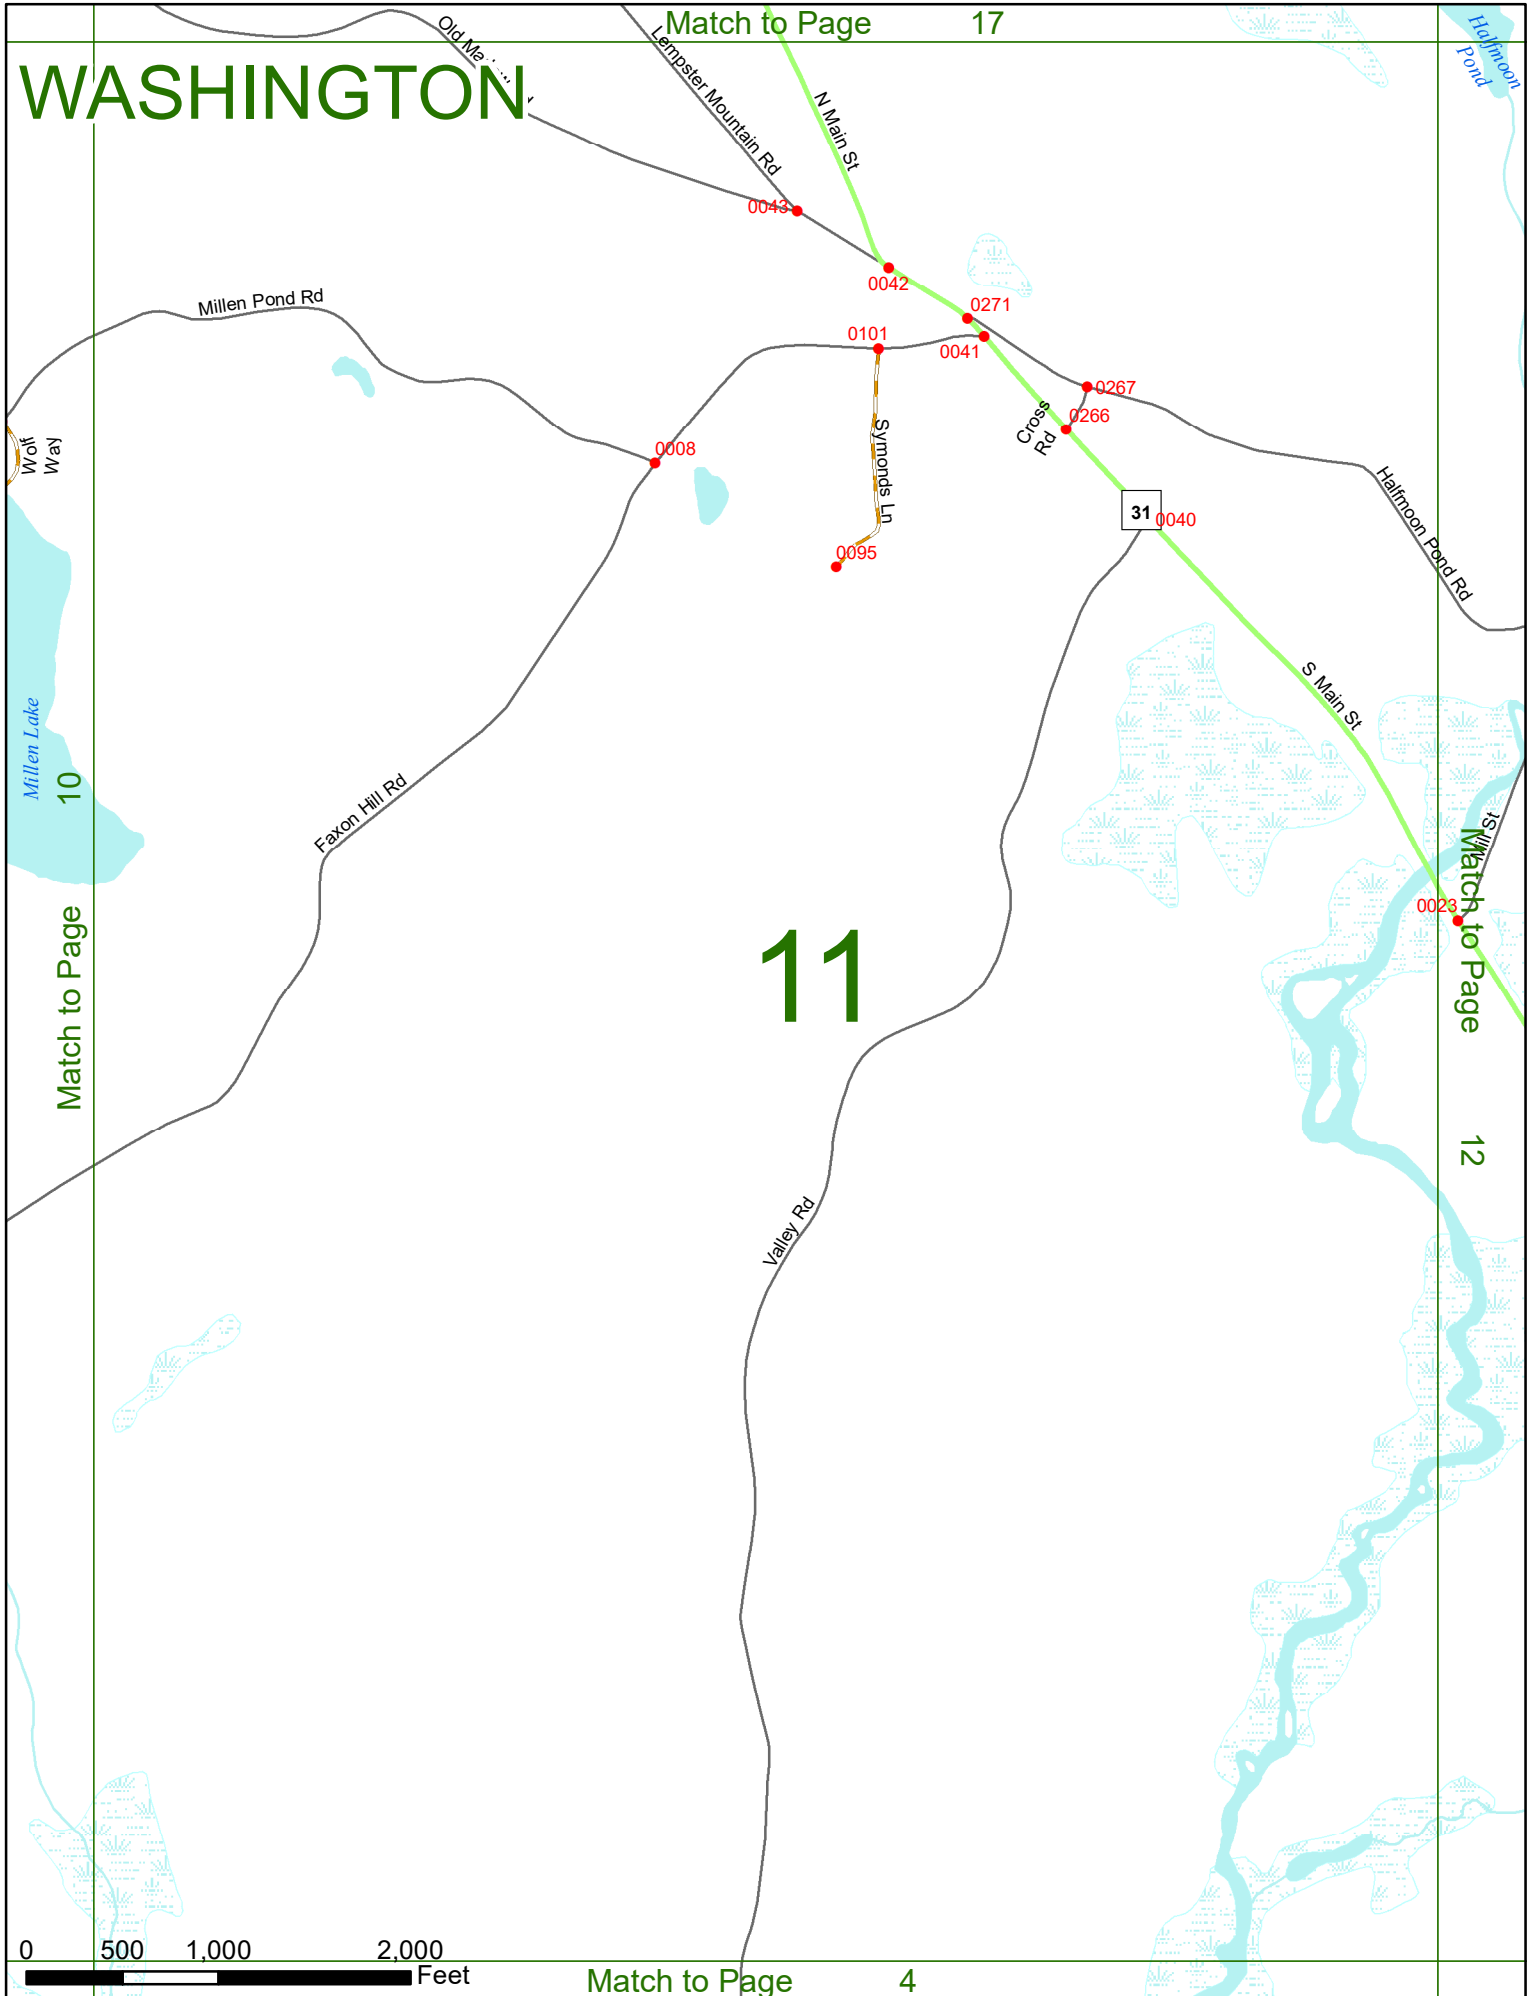 Match to Page 17
WASHINGTON
Old
Lempster Mountain Rd
N Main St
Halfmoon
Pond
0043
0042
Millen Pond Rd
0271
0101
0041
0267
Cross
Rd
0266
Wolf
Way
0008
Symonds Ln
31
0040
Halfmoon Pond Rd
0095
S Main St
Millen Lake
Match to Page 10
Faxon Hill Rd
Mill St
0023
Match to Page 12
11
Valley Rd
0 500 1,000 2,000
Feet
Match to Page 4